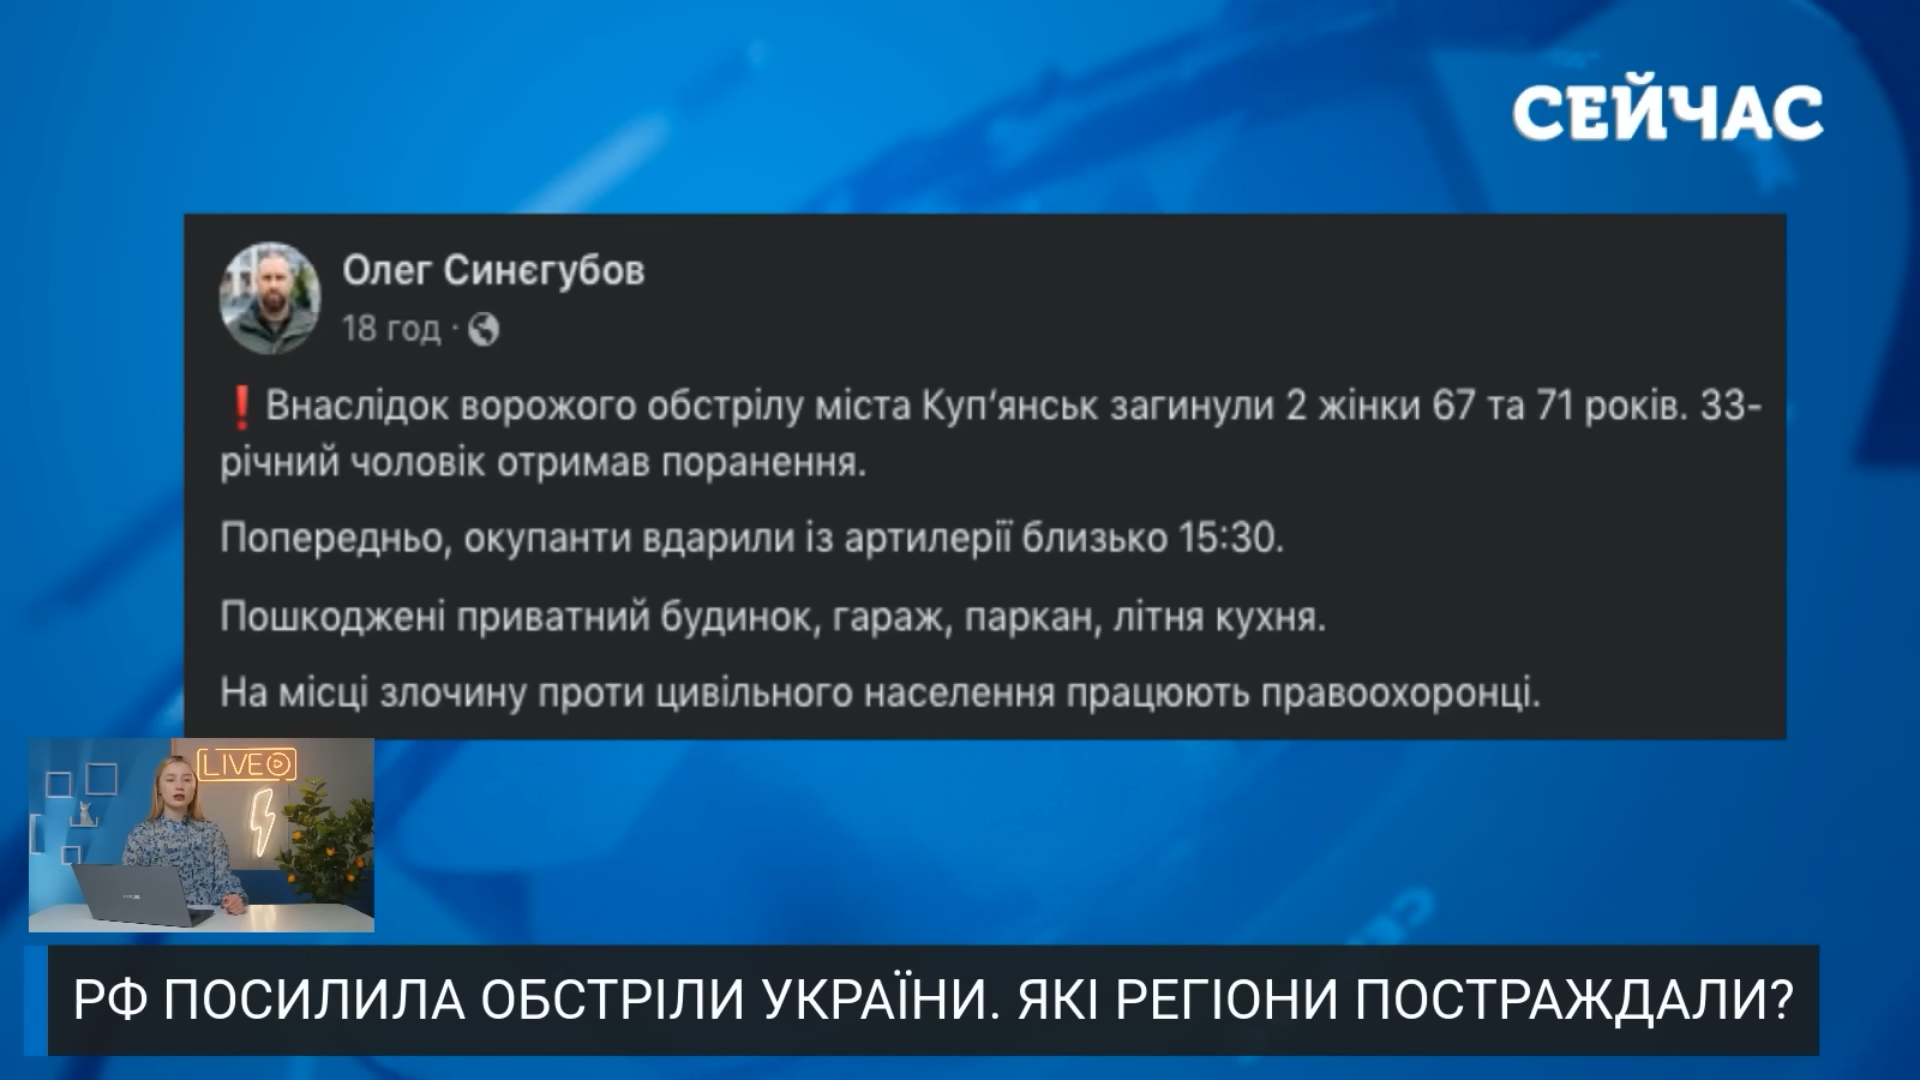 СЕЙЧАС
Олег Синєгубов
18 год ·
❗Внаслідок ворожого обстрілу міста Куп‘янськ загинули 2 жінки 67 та 71 років. 33-
річний чоловік отримав поранення.
Попередньо, окупанти вдарили із артилерії близько 15:30.
Пошкоджені приватний будинок, гараж, паркан, літня кухня.
На місці злочину проти цивільного населення працюють правоохоронці.
LIVE
РФ ПОСИЛИЛА ОБСТРІЛИ УКРАЇНИ. ЯКІ РЕГІОНИ ПОСТРАЖДАЛИ?